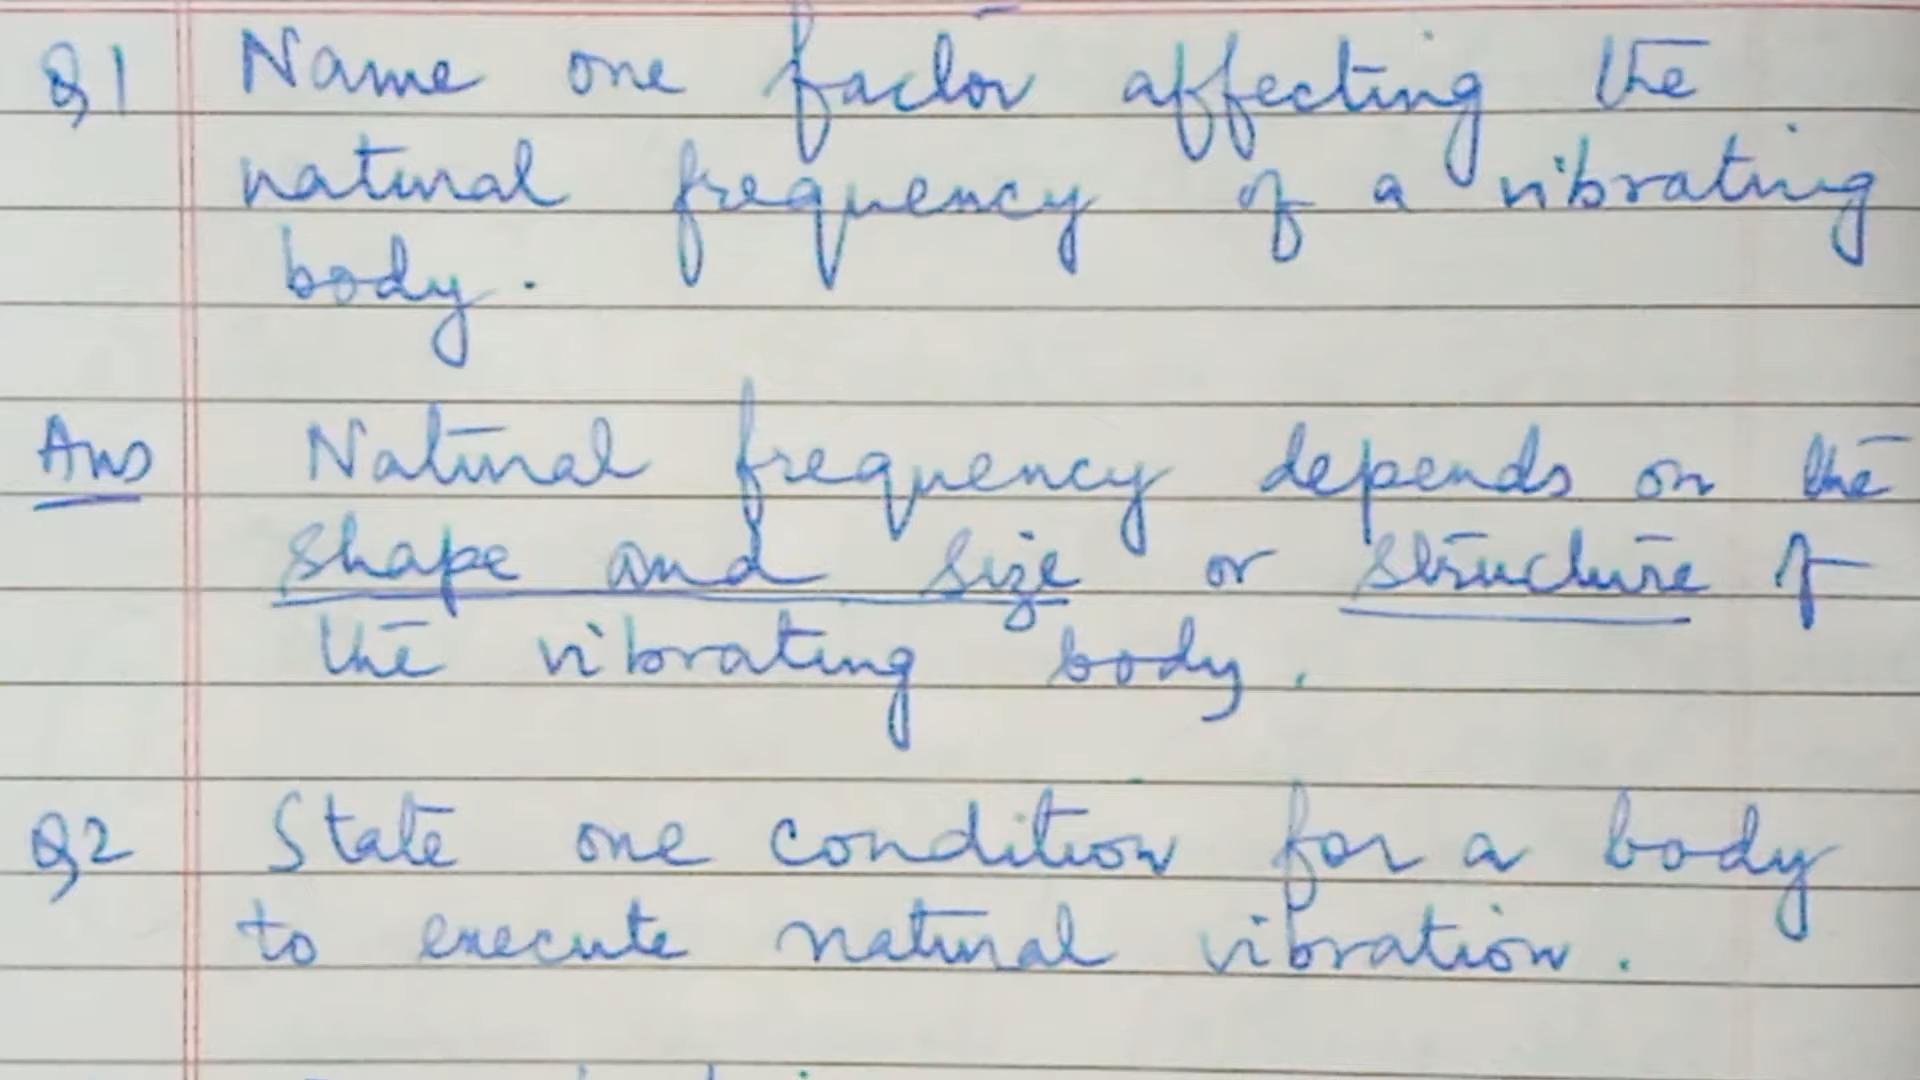 Q1 Name one factor affecting the
natural frequency of a vibrating
body.
Ans Natural frequency depends on the
shape and size or structure of
the vibrating body.
Q2 State one condition for a body
to execute natural vibration.